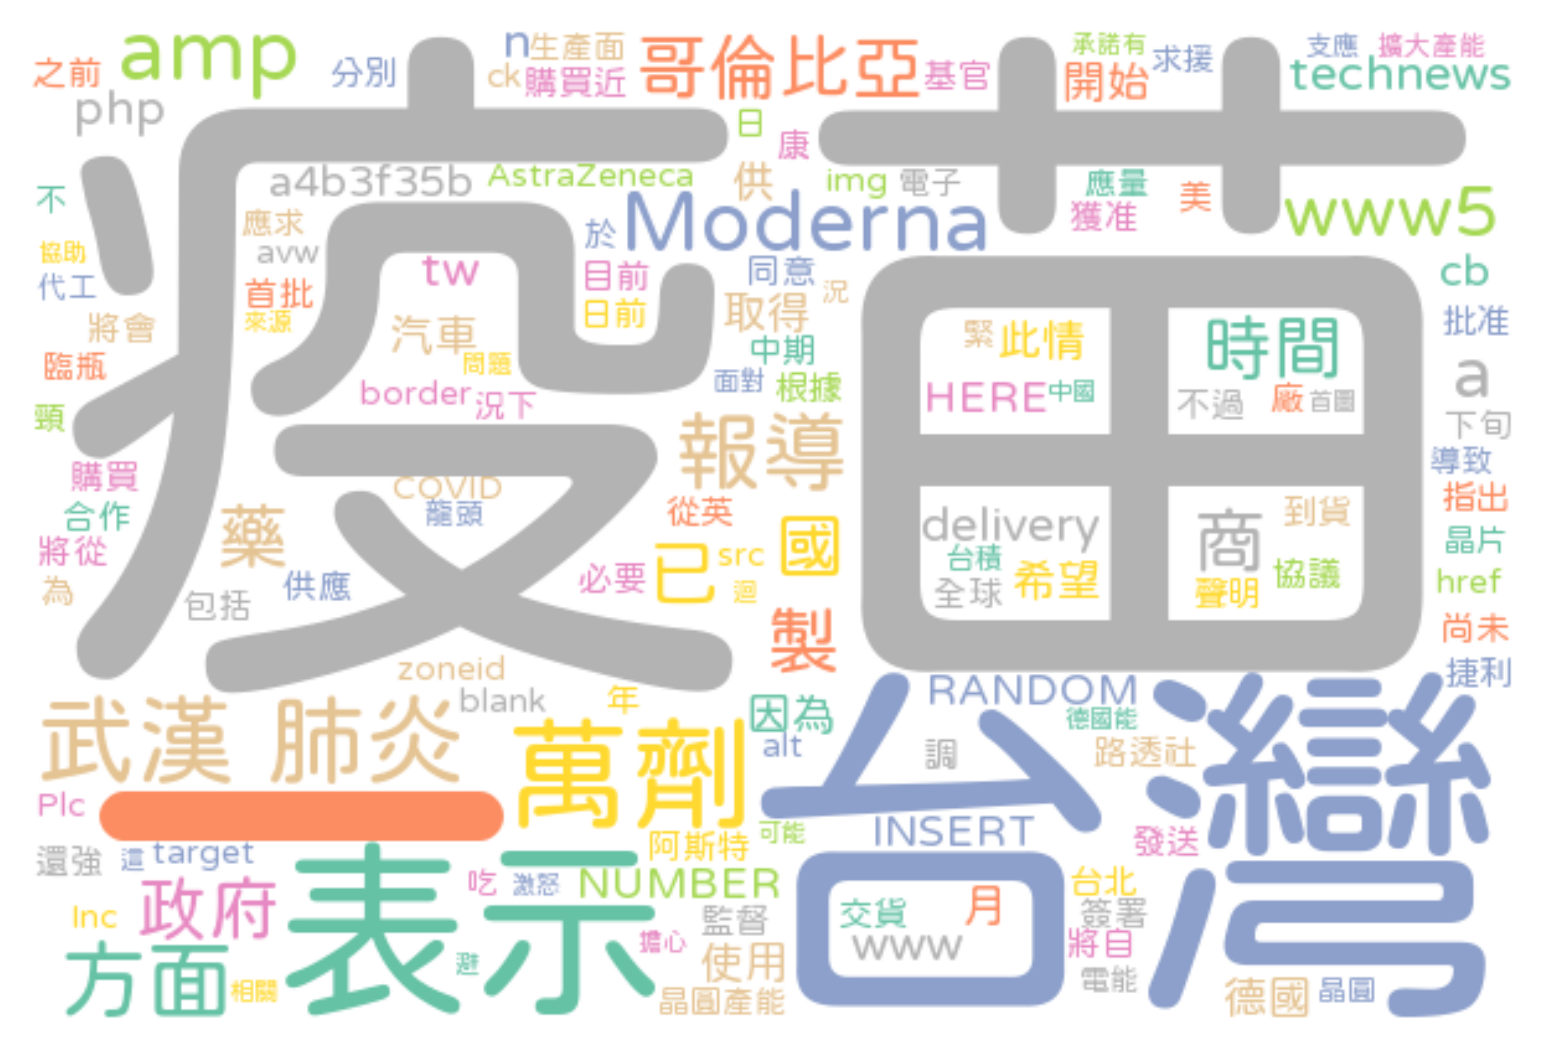 疫苗
之前
amp
分別
n
生產面
ck
購買近
哥倫比亞
基官
開始
承諾有
求援
支應
擴大產能
technews
php
日
康
a4b3f35b
AstraZeneca
供
img
電子
應量
獲准
美
www5
不
應求
於
Moderna
協助
avw
tw
目前
同意
cb
代工
首批
來源
日前
取得
況
批准
將會
汽車
問題
中期
緊
此情
時間
臨瓶
border
況下
面對
根據
HERE
中國
不過
廠
首圖
a
下旬
頸
報導
導致
購買
COVID
龍頭
從英
指出
合作
藥
已
src
國
delivery
商
到貨
晶片
將從
供應
必要
迴
台積
全球
希望
聲明
協議
href
為
包括
製
尚未
zoneid
blank
年
捷利
武漢 肺炎
萬劑
因為
alt
台灣
RANDOM
德國能
調
路透社
Plc
一
阿斯特
可能
INSERT
發送
還強
這
target
表示
吃
激怒
NUMBER
台北
Inc
政府
監督
交貨
月
簽署
www
將自
方面
相關
避
擔心
使用
晶圓產能
電能
德國
晶圓